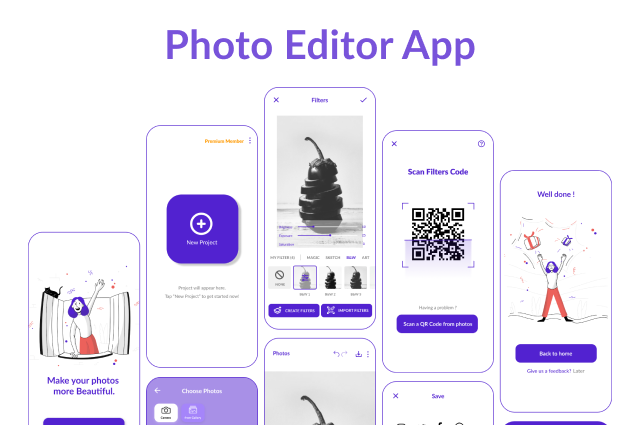 Photo Editor App
Make your photos
more Beautiful.
Premium Member
New Project
Project will appear here.
Tap "New Project" to get started now!
Choose Photos
Camera
Filters
MY FILTER (4)
MAGIC
SKETCH
B&W
ART
NONE
B&W 1
B&W 2
B&W 3
CREATE FILTERS
IMPORT FILTERS
Photos
Scan Filters Code
Having a problem ?
Scan a QR Code from photos
Save
Well done !
Back to home
Give us a feedback? Later